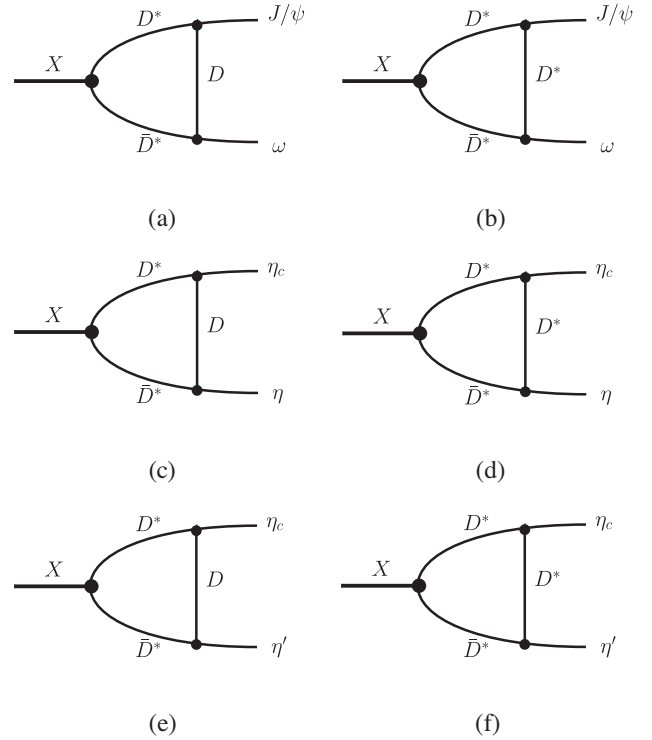 D* J/ψ D* J/ψ
X D X D*
D̄* ω D̄* ω
(a) (b)
D* η_c D* η_c
X D X D*
D̄* η D̄* η
(c) (d)
D* η_c D* η_c
X D X D*
D̄* η′ D̄* η′
(e) (f)